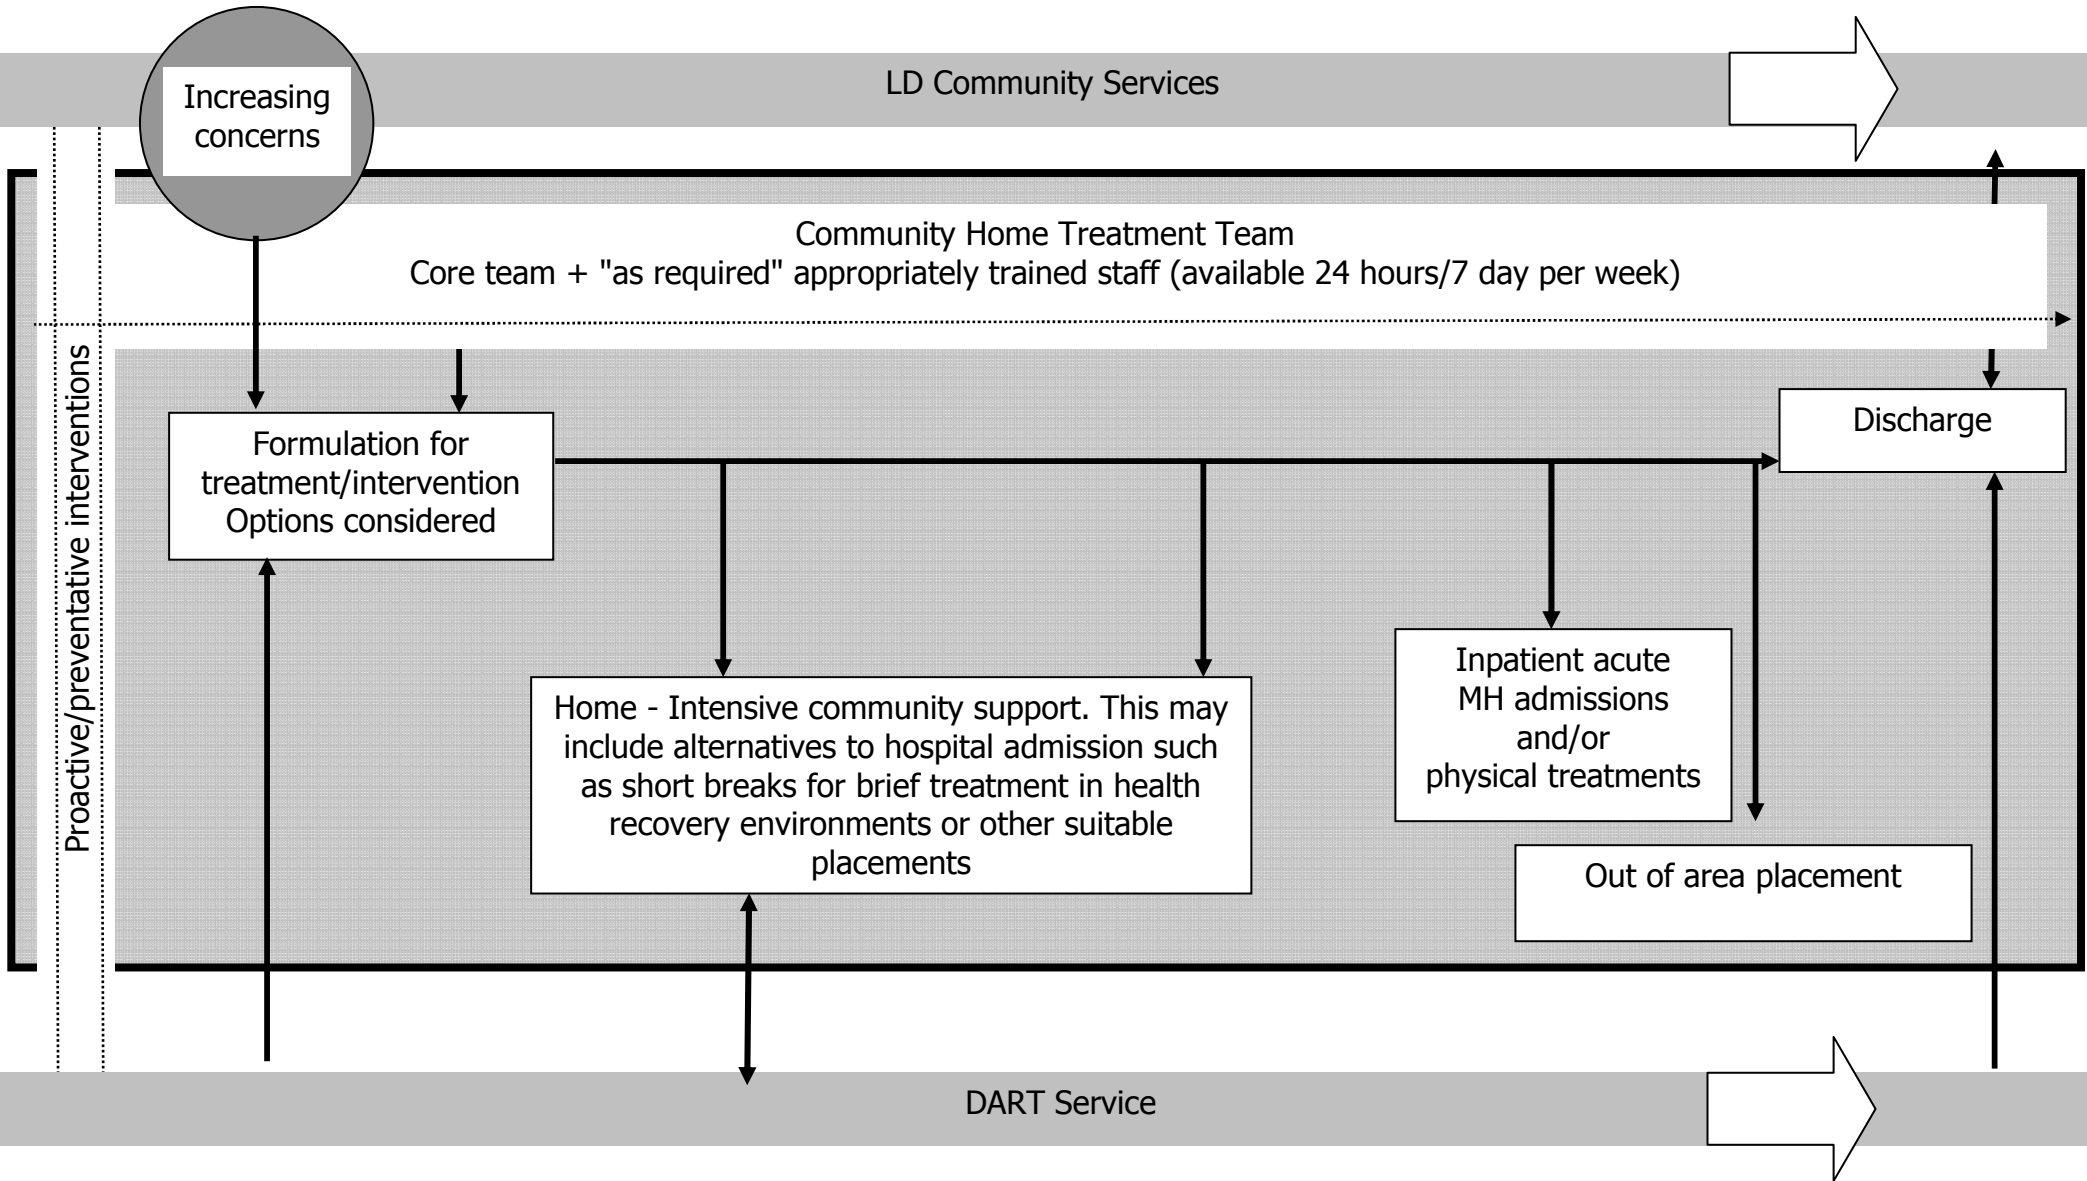 LD Community Services
Increasing
concerns
Community Home Treatment Team
Core team + "as required" appropriately trained staff (available 24 hours/7 day per week)
Proactive/preventative interventions
Formulation for
treatment/intervention
Options considered
Discharge
Home - Intensive community support. This may
include alternatives to hospital admission such
as short breaks for brief treatment in health
recovery environments or other suitable
placements
Inpatient acute
MH admissions
and/or
physical treatments
Out of area placement
DART Service